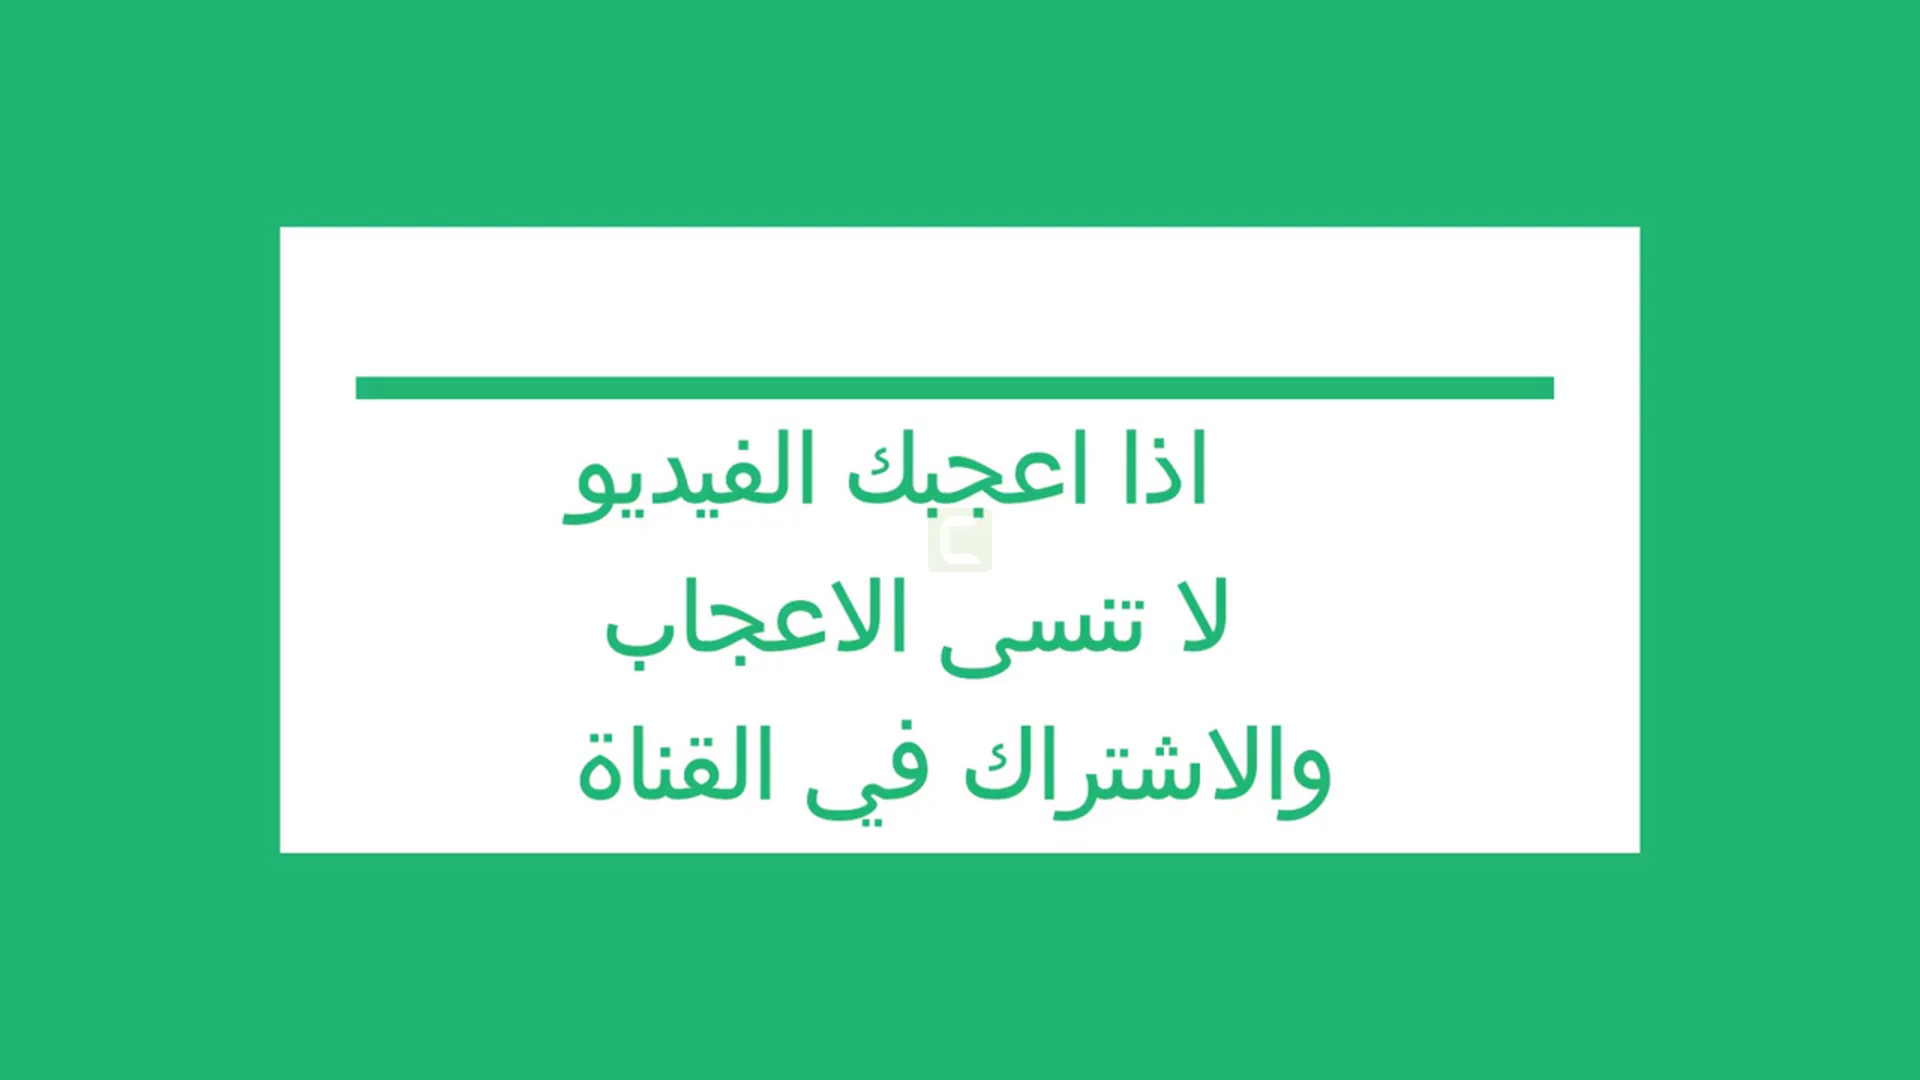 اذا اعجبك الفيديو
لا تنسى الاعجاب
والاشتراك في القناة